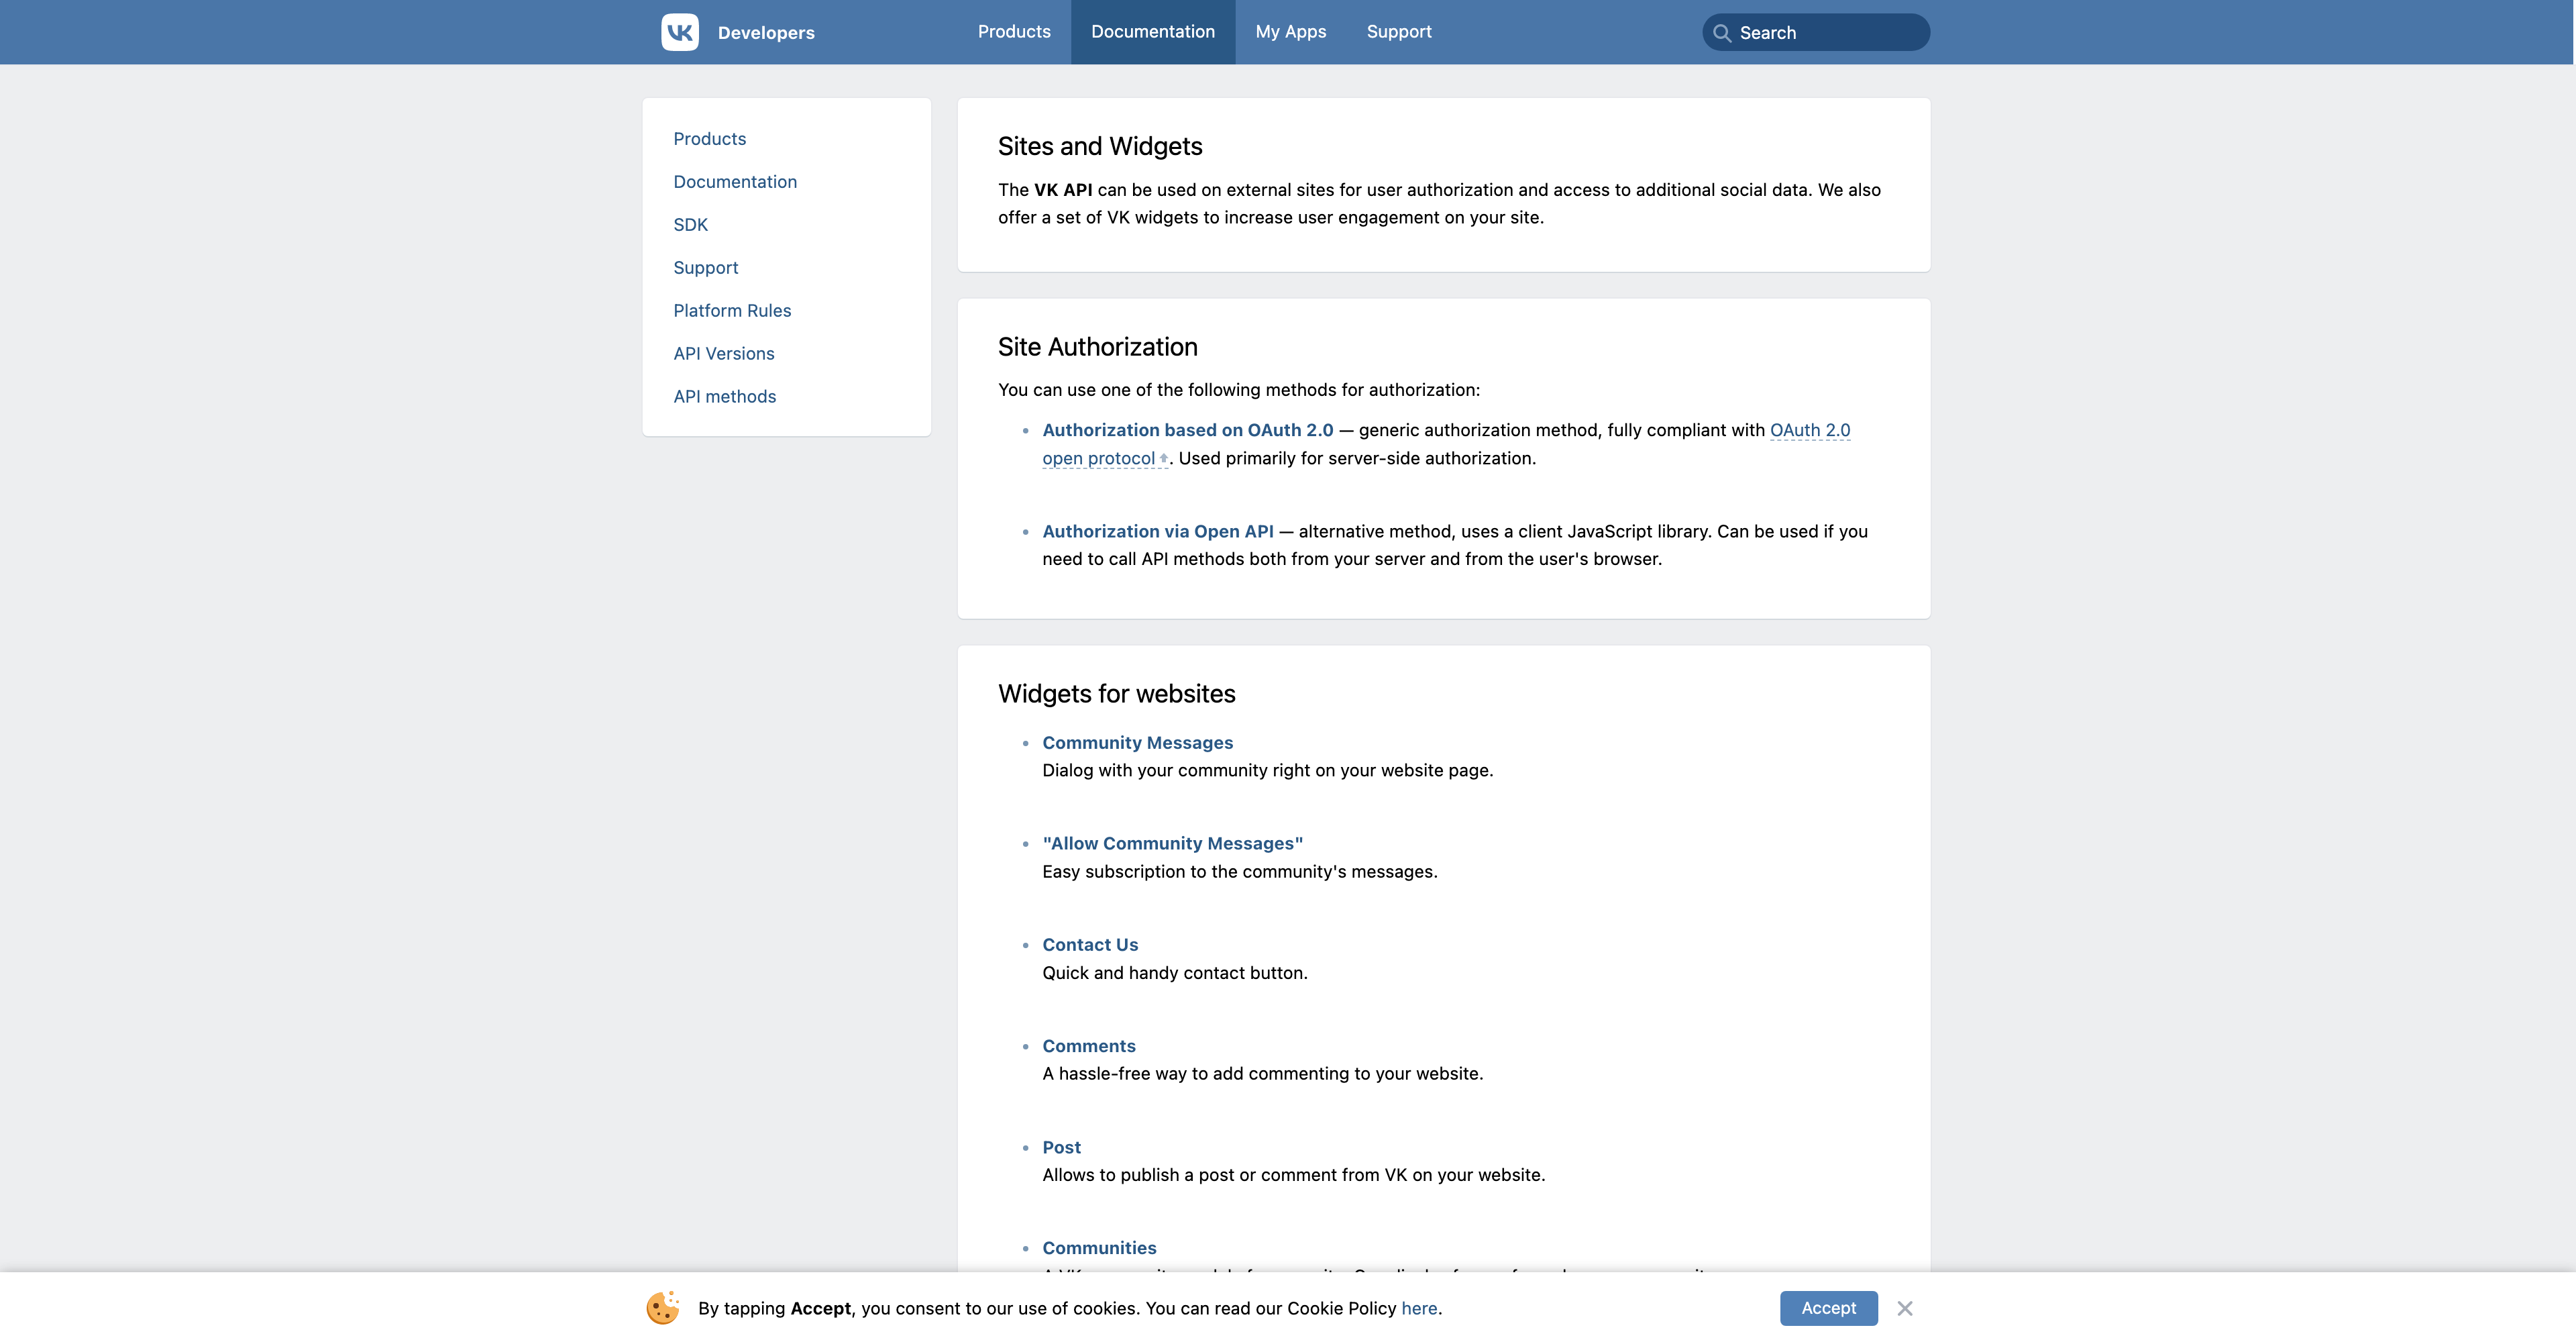 VK Developers Products Documentation My Apps Support Search
Products
Documentation
SDK
Support
Platform Rules
API Versions
API methods
Sites and Widgets
The VK API can be used on external sites for user authorization and access to additional social data. We also
offer a set of VK widgets to increase user engagement on your site.
Site Authorization
You can use one of the following methods for authorization:
• Authorization based on OAuth 2.0 — generic authorization method, fully compliant with OAuth 2.0
open protocol. Used primarily for server-side authorization.
• Authorization via Open API — alternative method, uses a client JavaScript library. Can be used if you
need to call API methods both from your server and from the user's browser.
Widgets for websites
• Community Messages
Dialog with your community right on your website page.
• "Allow Community Messages"
Easy subscription to the community's messages.
• Contact Us
Quick and handy contact button.
• Comments
A hassle-free way to add commenting to your website.
• Post
Allows to publish a post or comment from VK on your website.
• Communities
By tapping Accept, you consent to our use of cookies. You can read our Cookie Policy here.
Accept